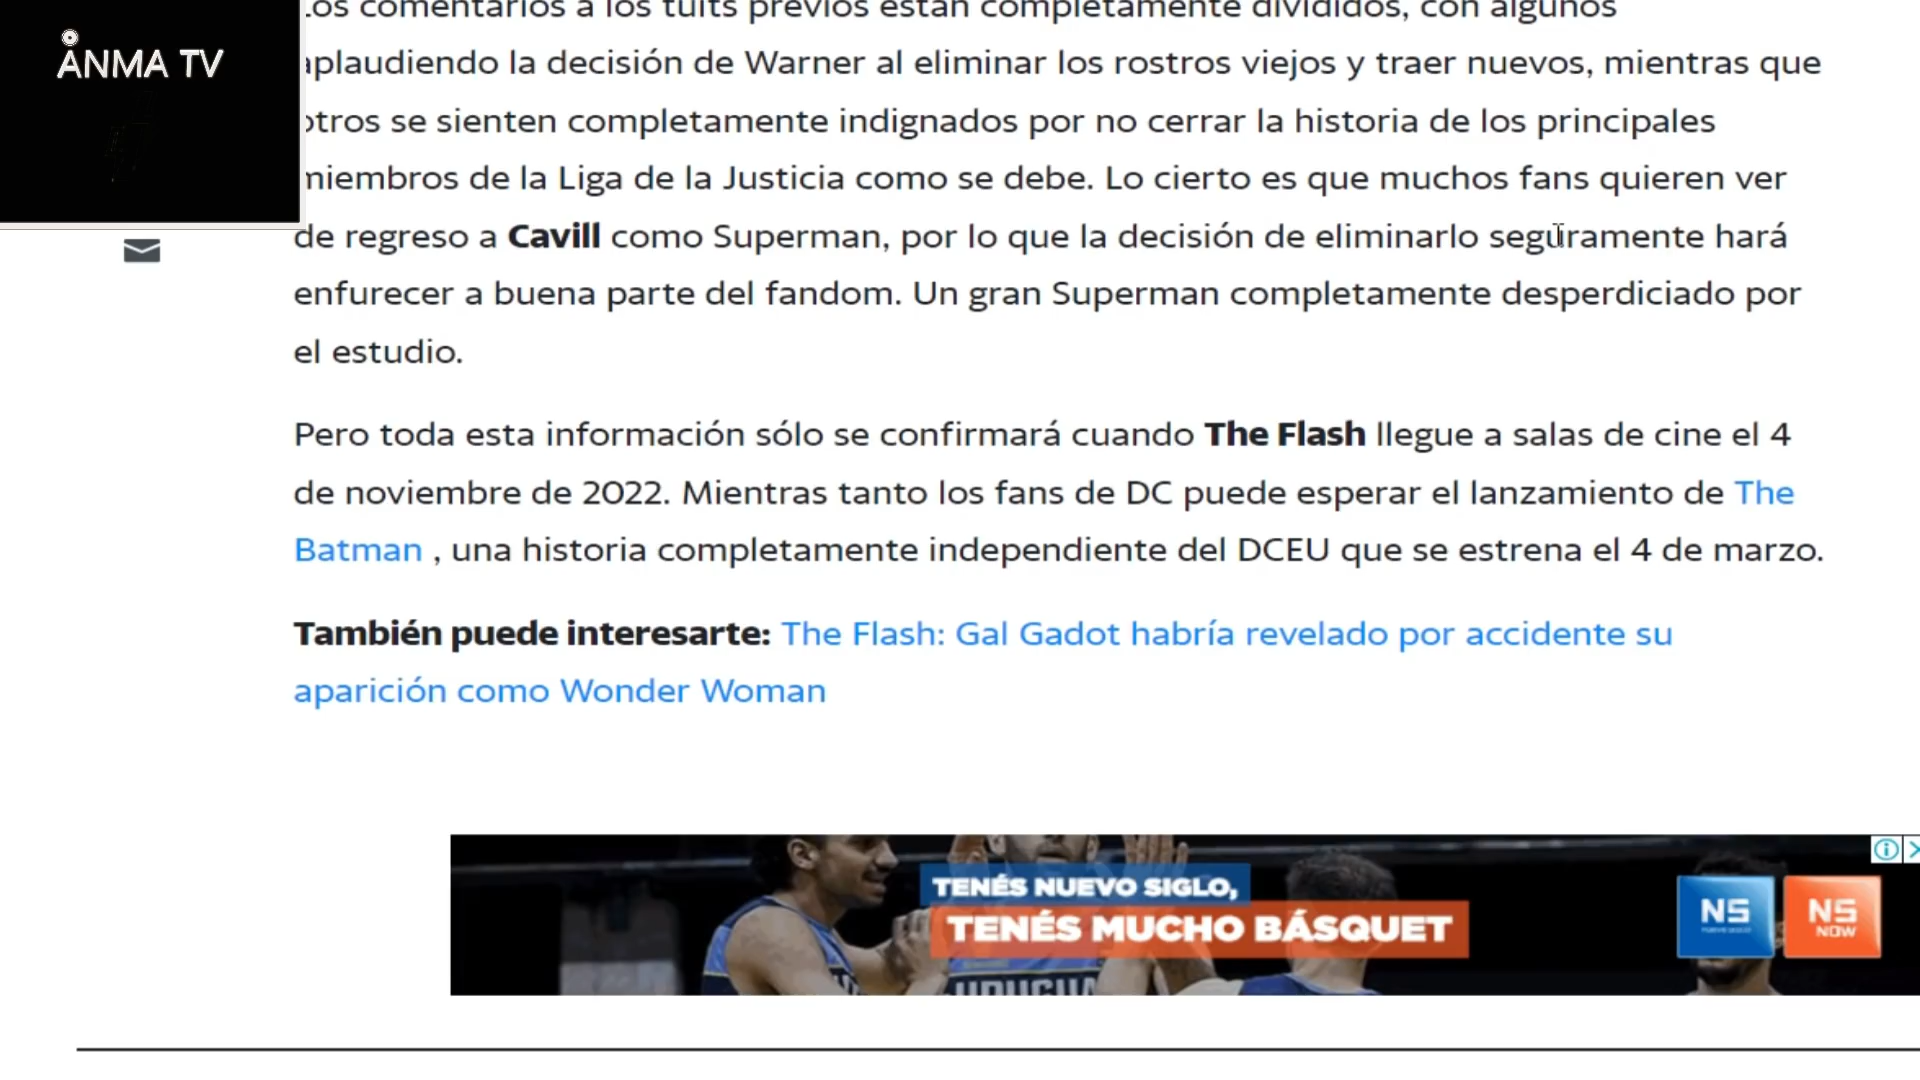 ANMA TV
Los comentarios a los tuits previos están completamente divididos, con algunos
aplaudiendo la decisión de Warner al eliminar los rostros viejos y traer nuevos, mientras que
otros se sienten completamente indignados por no cerrar la historia de los principales
miembros de la Liga de la Justicia como se debe. Lo cierto es que muchos fans quieren ver
de regreso a Cavill como Superman, por lo que la decisión de eliminarlo seguramente hará
enfurecer a buena parte del fandom. Un gran Superman completamente desperdiciado por
el estudio.
Pero toda esta información sólo se confirmará cuando The Flash llegue a salas de cine el 4
de noviembre de 2022. Mientras tanto los fans de DC puede esperar el lanzamiento de The
Batman , una historia completamente independiente del DCEU que se estrena el 4 de marzo.
También puede interesarte: The Flash: Gal Gadot habría revelado por accidente su
aparición como Wonder Woman
TENÉS NUEVO SIGLO,
TENÉS MUCHO BÁSQUET
URUGUA
NS
NS
NOW